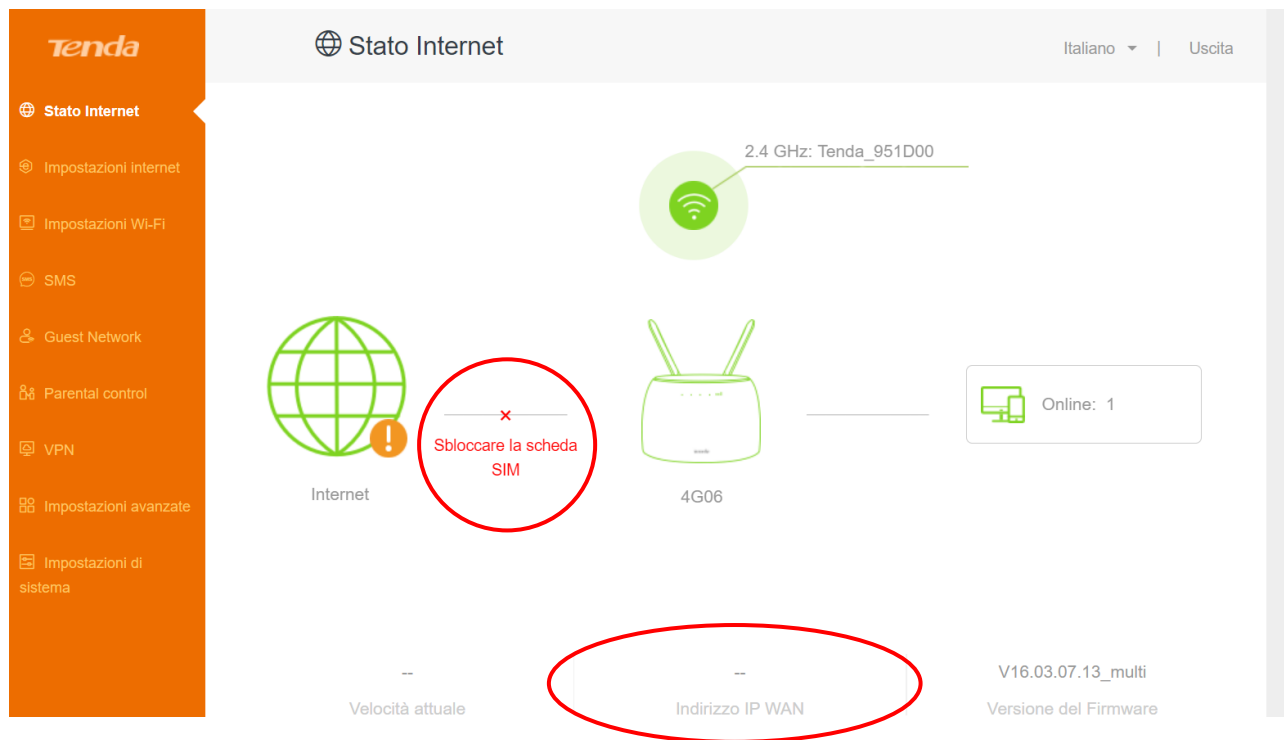 Tenda
Stato Internet
Italiano
|
Uscita
Stato Internet
Impostazioni internet
Impostazioni Wi-Fi
SMS
Guest Network
Parental control
VPN
Impostazioni avanzate
Impostazioni di
sistema
2.4 GHz: Tenda_951D00
Sbloccare la scheda
SIM
Internet
4G06
Online: 1
--
Velocità attuale
--
Indirizzo IP WAN
V16.03.07.13_multi
Versione del Firmware